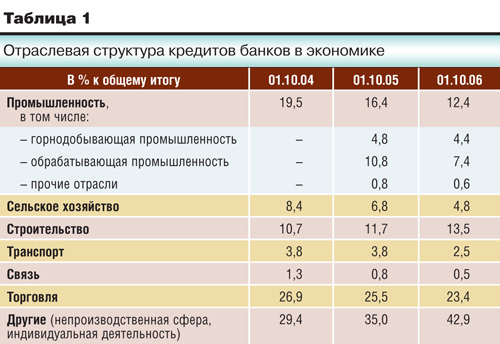 Таблица 1
Отраслевая структура кредитов банков в экономике
В % к общему итогу 01.10.04 01.10.05 01.10.06
Промышленность, 19,5 16,4 12,4
в том числе:
– горнодобывающая промышленность – 4,8 4,4
– обрабатывающая промышленность – 10,8 7,4
– прочие отрасли – 0,8 0,6
Сельское хозяйство 8,4 6,8 4,8
Строительство 10,7 11,7 13,5
Транспорт 3,8 3,8 2,5
Связь 1,3 0,8 0,5
Торговля 26,9 25,5 23,4
Другие (непроизводственная сфера, 29,4 35,0 42,9
индивидуальная деятельность)